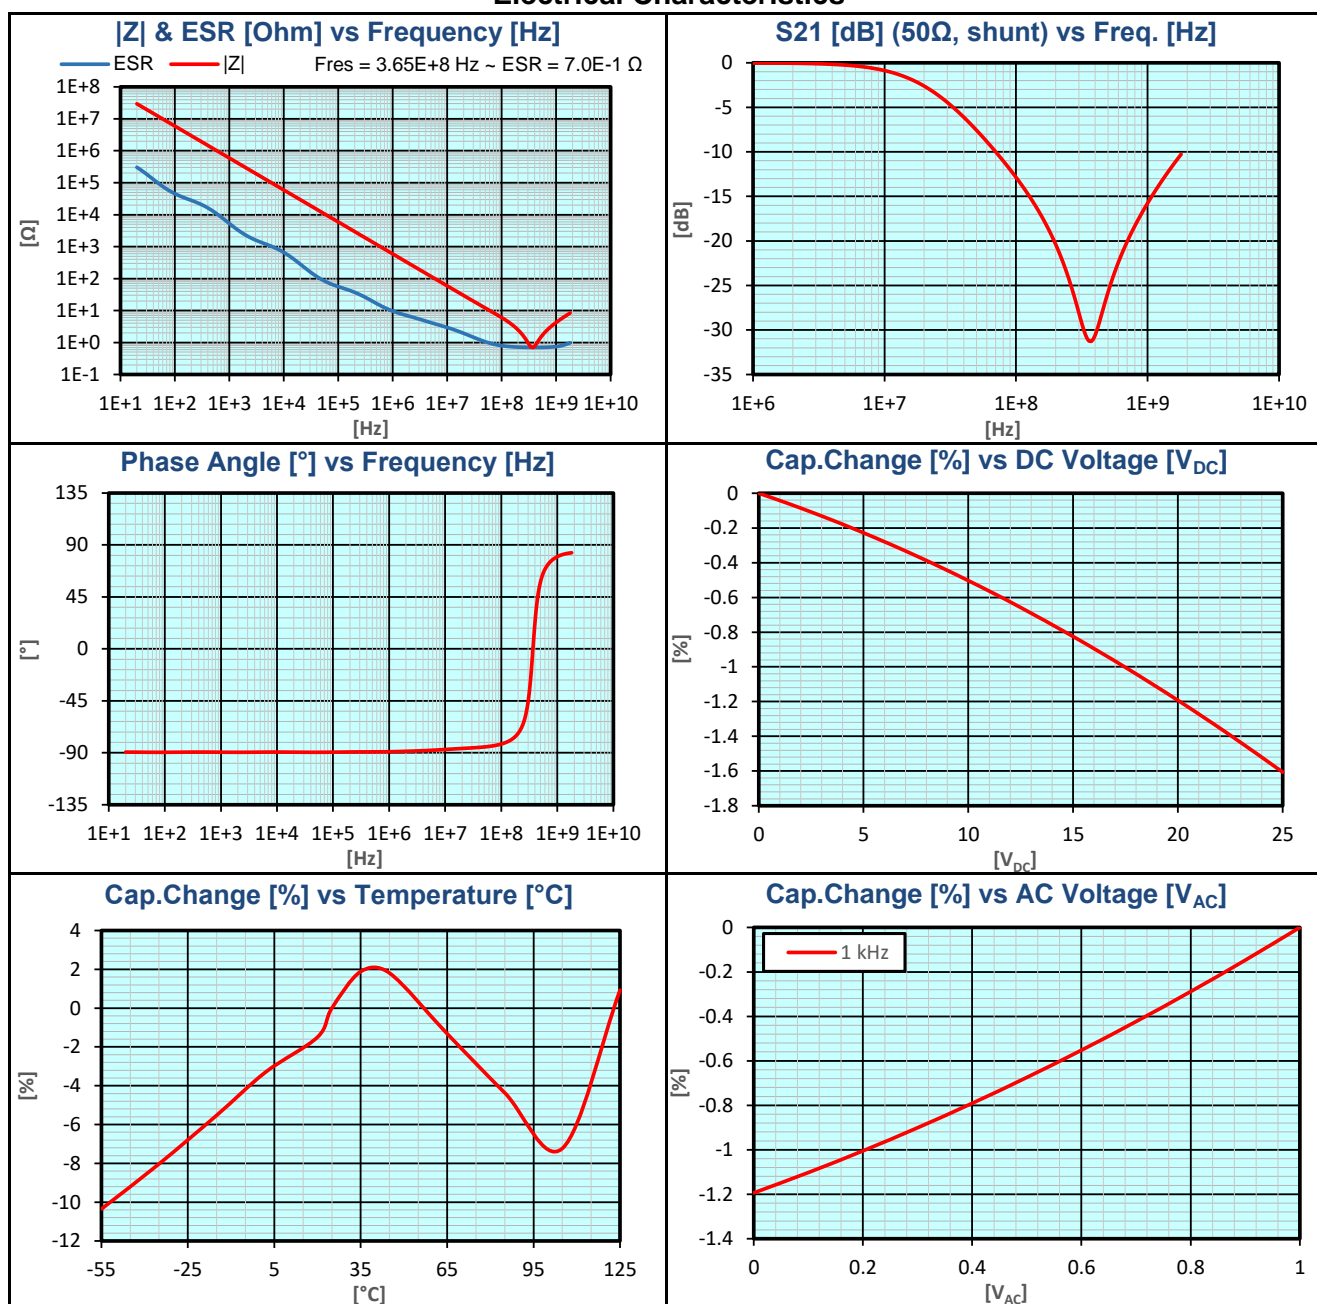 Electrical Characteristics
|Z| & ESR [Ohm] vs Frequency [Hz]
ESR |Z| Fres = 3.65E+8 Hz ~ ESR = 7.0E-1 Ω
1E+8
1E+7
1E+6
1E+5
1E+4
1E+3
1E+2
1E+1
1E+0
1E-1
[Ω]
1E+1 1E+2 1E+3 1E+4 1E+5 1E+6 1E+7 1E+8 1E+9 1E+10
[Hz]
S21 [dB] (50Ω, shunt) vs Freq. [Hz]
0
-5
-10
-15
-20
-25
-30
-35
[dB]
1E+6 1E+7 1E+8 1E+9 1E+10
[Hz]
Phase Angle [°] vs Frequency [Hz]
135
90
45
0
-45
-90
-135
[°]
1E+1 1E+2 1E+3 1E+4 1E+5 1E+6 1E+7 1E+8 1E+9 1E+10
[Hz]
Cap.Change [%] vs DC Voltage [VDC]
0
-0.2
-0.4
-0.6
-0.8
-1
-1.2
-1.4
-1.6
-1.8
[%]
0 5 10 15 20 25
[VDC]
Cap.Change [%] vs Temperature [°C]
4
2
0
-2
-4
-6
-8
-10
-12
[%]
-55 -25 5 35 65 95 125
[°C]
Cap.Change [%] vs AC Voltage [VAC]
1 kHz
0
-0.2
-0.4
-0.6
-0.8
-1
-1.2
-1.4
[%]
0 0.2 0.4 0.6 0.8 1
[VAC]